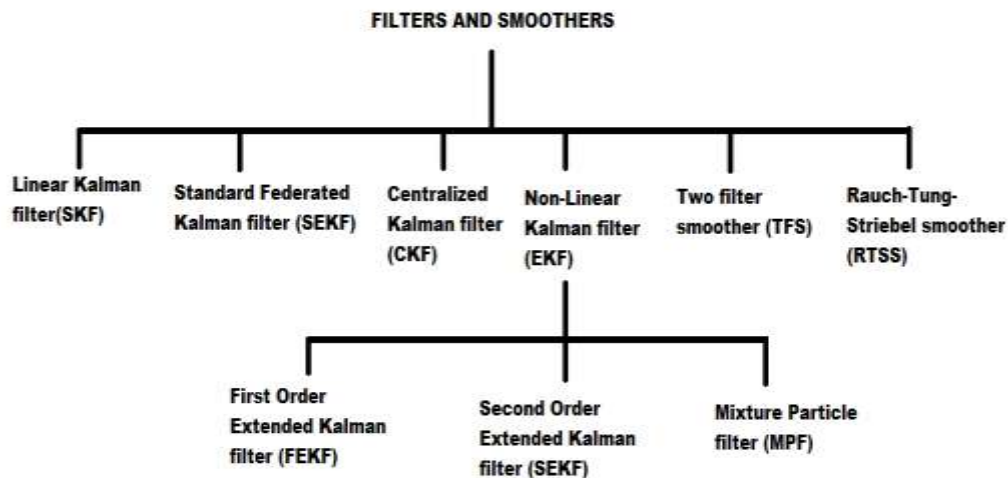 FILTERS AND SMOOTHERS
Linear Kalman
filter(SKF)
Standard Federated
Kalman filter (SEKF)
Centralized
Kalman filter
(CKF)
Non-Linear
Kalman filter
(EKF)
Two filter
smoother (TFS)
Rauch-Tung-
Striebel smoother
(RTSS)
First Order
Extended Kalman
filter (FEKF)
Second Order
Extended Kalman
filter (SEKF)
Mixture Particle
filter (MPF)